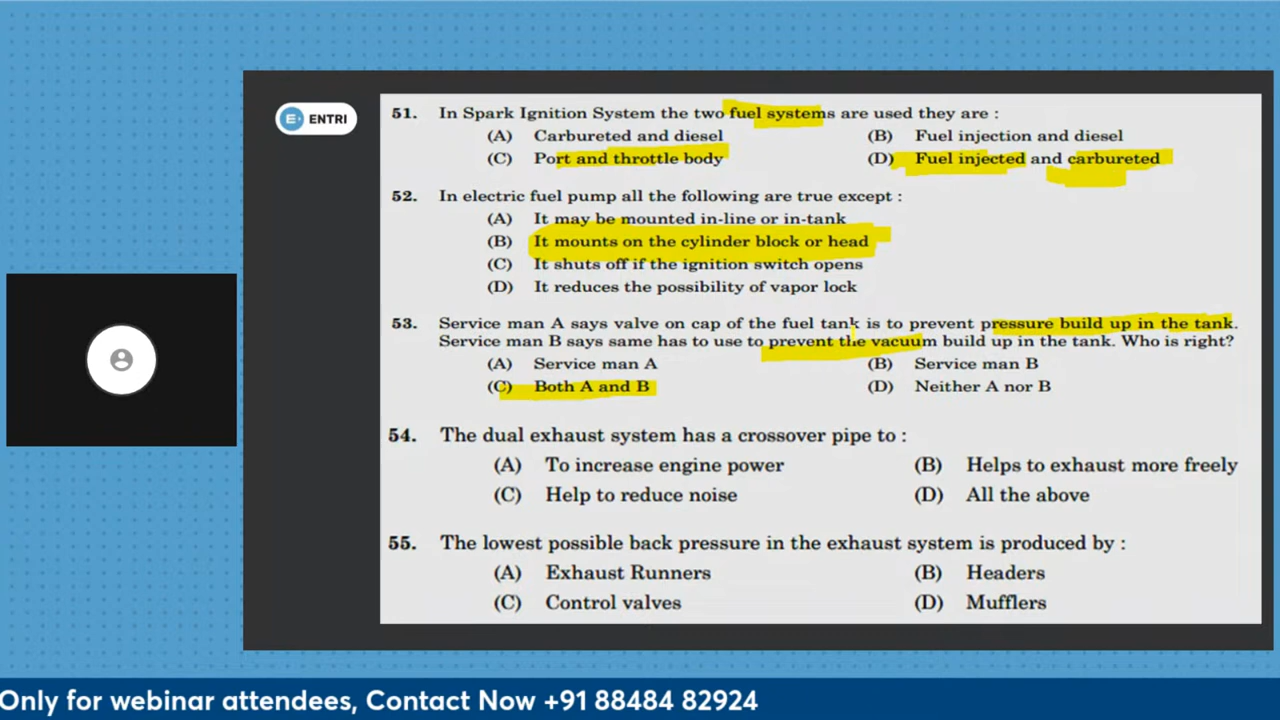 E ENTRI
51. In Spark Ignition System the two fuel systems are used they are :
(A) Carbureted and diesel (B) Fuel injection and diesel
(C) Port and throttle body (D) Fuel injected and carbureted
52. In electric fuel pump all the following are true except :
(A) It may be mounted in-line or in-tank
(B) It mounts on the cylinder block or head
(C) It shuts off if the ignition switch opens
(D) It reduces the possibility of vapor lock
53. Service man A says valve on cap of the fuel tank is to prevent pressure build up in the tank.
Service man B says same has to use to prevent the vacuum build up in the tank. Who is right?
(A) Service man A (B) Service man B
(C) Both A and B (D) Neither A nor B
54. The dual exhaust system has a crossover pipe to :
(A) To increase engine power (B) Helps to exhaust more freely
(C) Help to reduce noise (D) All the above
55. The lowest possible back pressure in the exhaust system is produced by :
(A) Exhaust Runners (B) Headers
(C) Control valves (D) Mufflers
Only for webinar attendees, Contact Now +91 88484 82924